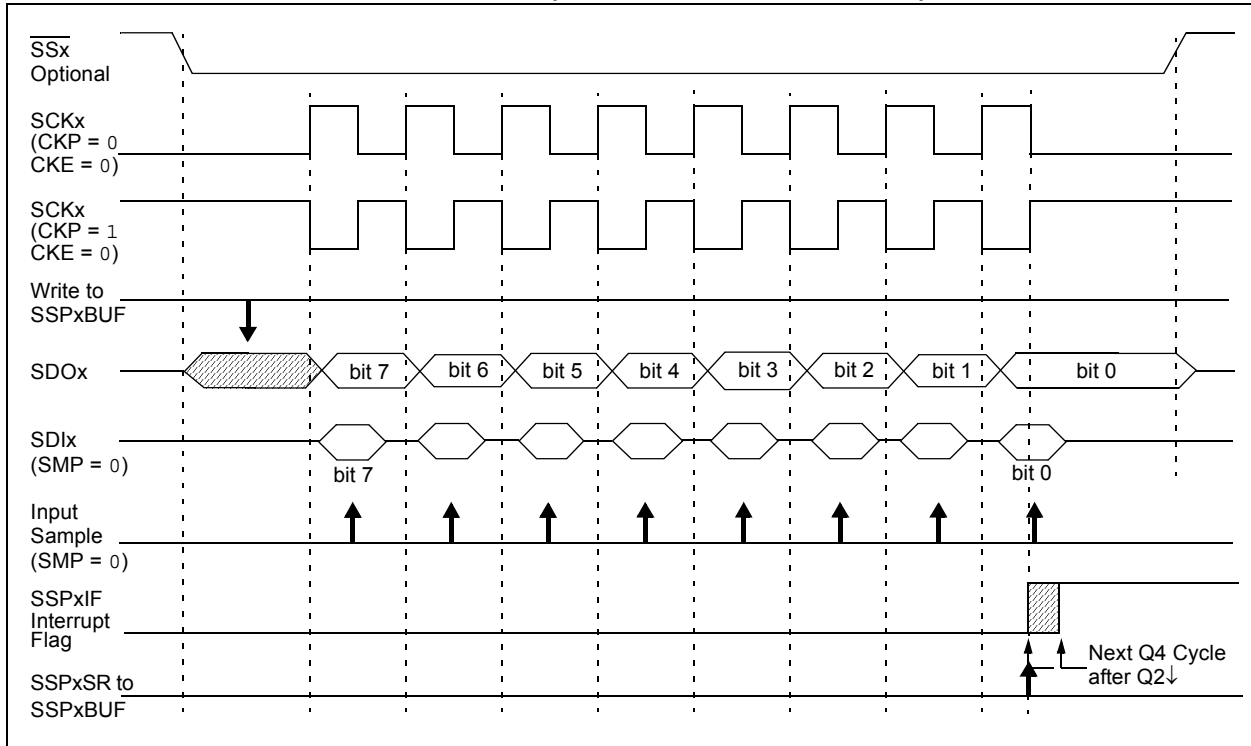 SSx
Optional
SCKx
(CKP = 0
CKE = 0)
SCKx
(CKP = 1
CKE = 0)
Write to
SSPxBUF
SDOx
bit 7
bit 6
bit 5
bit 4
bit 3
bit 2
bit 1
bit 0
SDIx
(SMP = 0)
bit 7
bit 0
Input
Sample
(SMP = 0)
SSPxIF
Interrupt
Flag
Next Q4 Cycle
after Q2↓
SSPxSR to
SSPxBUF